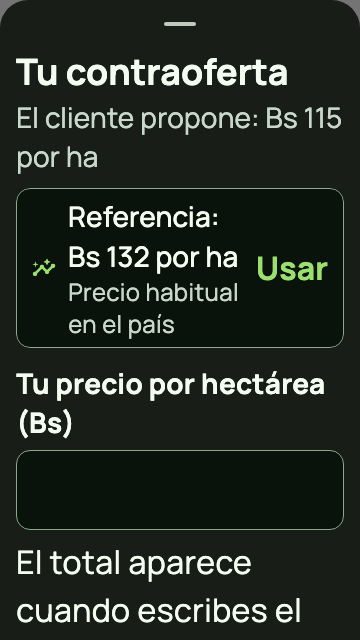 Tu contraoferta
El cliente propone: Bs 115
por ha
Referencia:
Bs 132 por ha
Precio habitual
en el país
Usar
Tu precio por hectárea
(Bs)
El total aparece
cuando escribes el